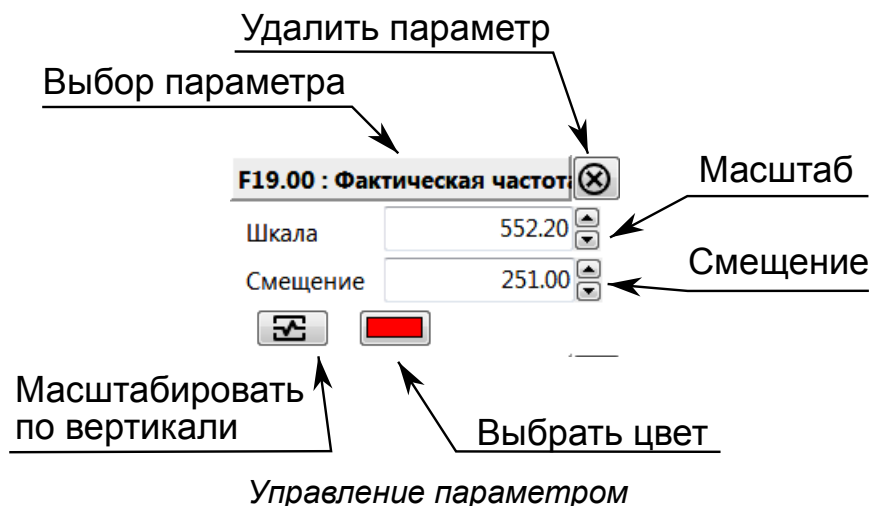 Удалить параметр
Выбор параметра
F19.00 : Фактическая частот
Масштаб
Шкала
552.20
Смещение
Смещение
251.00
Масштабировать
по вертикали
Выбрать цвет
Управление параметром